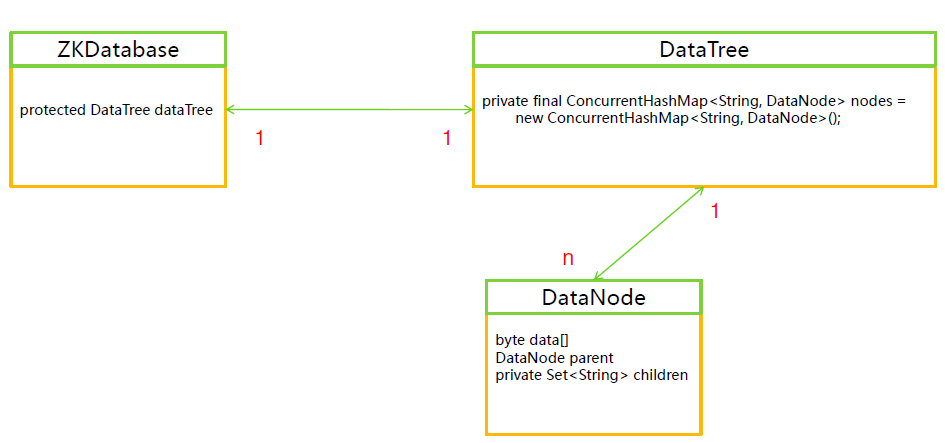 ZKDatabase
protected DataTree dataTree
1
1
DataTree
private final ConcurrentHashMap<String, DataNode> nodes =
new ConcurrentHashMap<String, DataNode>();
1
n
DataNode
byte data[]
DataNode parent
private Set<String> children